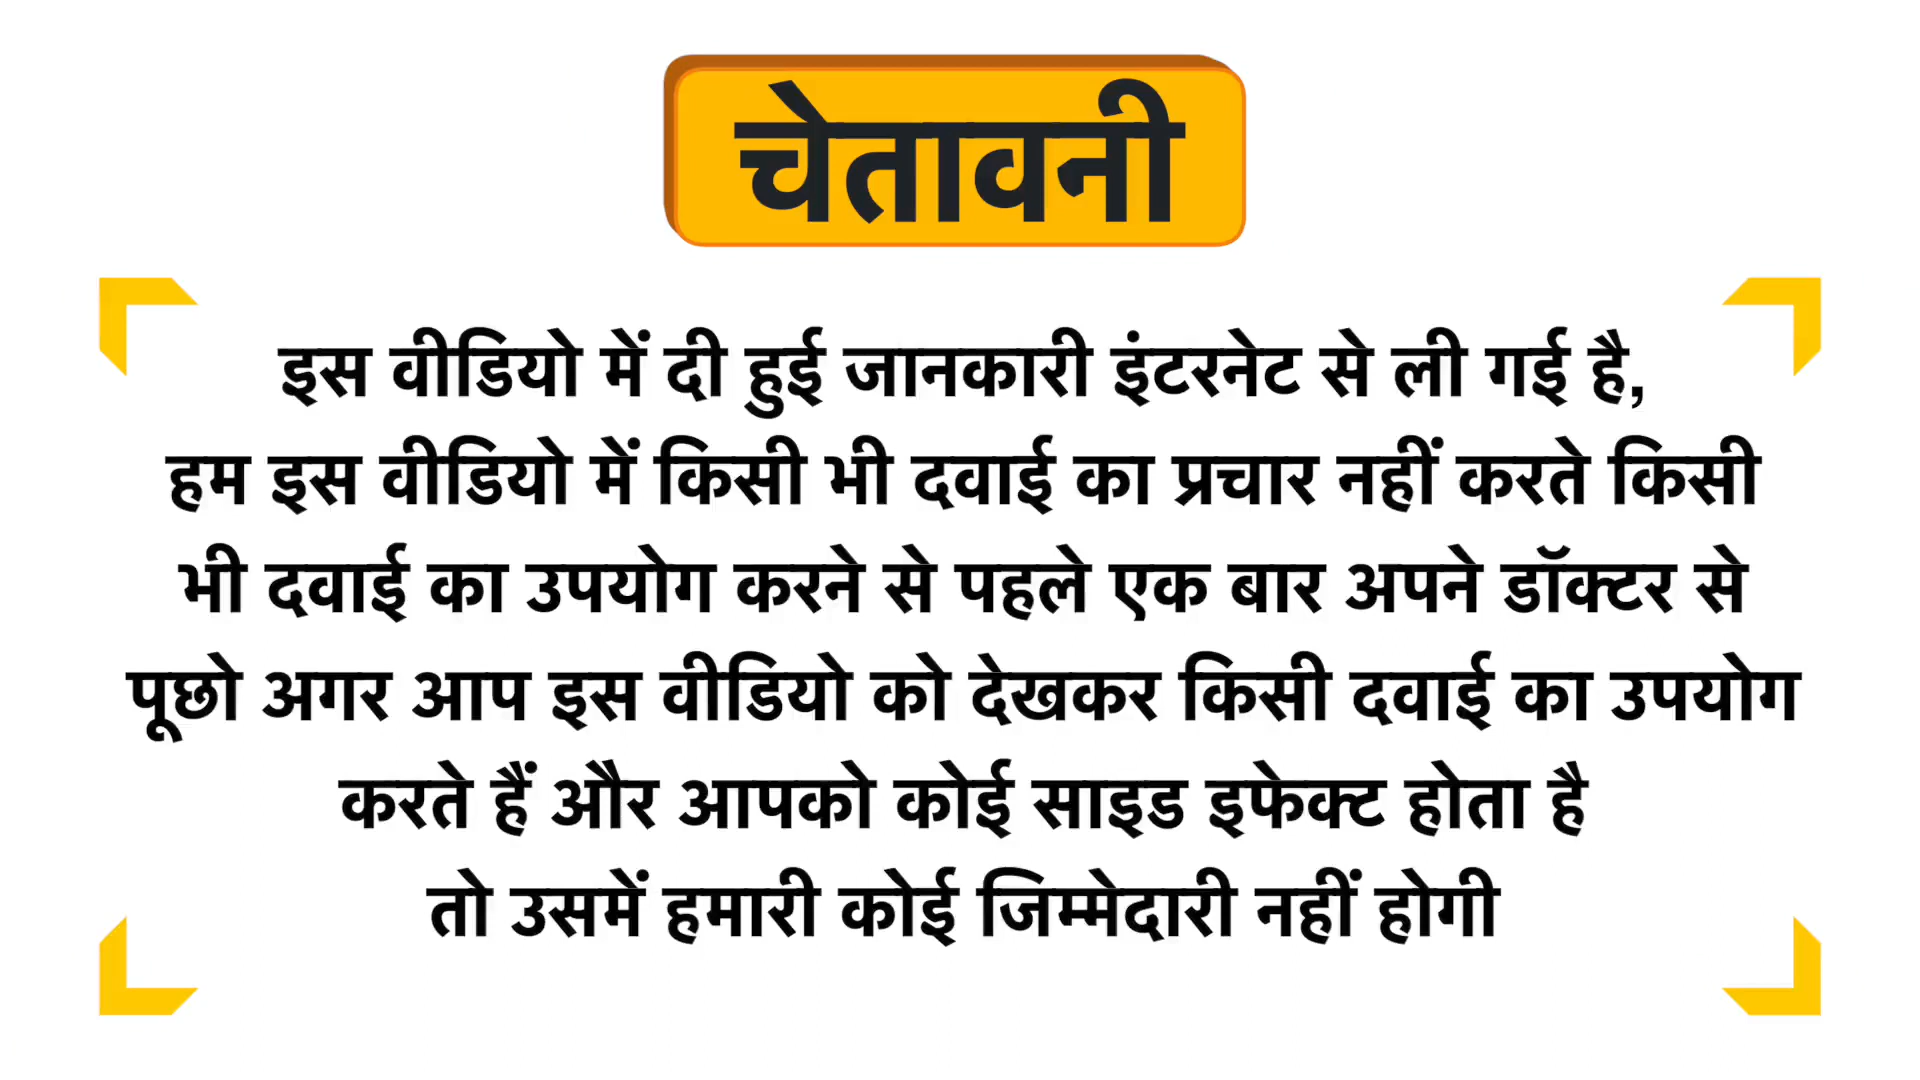 चेतावनी
इस वीडियो में दी हुई जानकारी इंटरनेट से ली गई है,
हम इस वीडियो में किसी भी दवाई का प्रचार नहीं करते किसी
भी दवाई का उपयोग करने से पहले एक बार अपने डॉक्टर से
पूछो अगर आप इस वीडियो को देखकर किसी दवाई का उपयोग
करते हैं और आपको कोई साइड इफेक्ट होता है
तो उसमें हमारी कोई जिम्मेदारी नहीं होगी